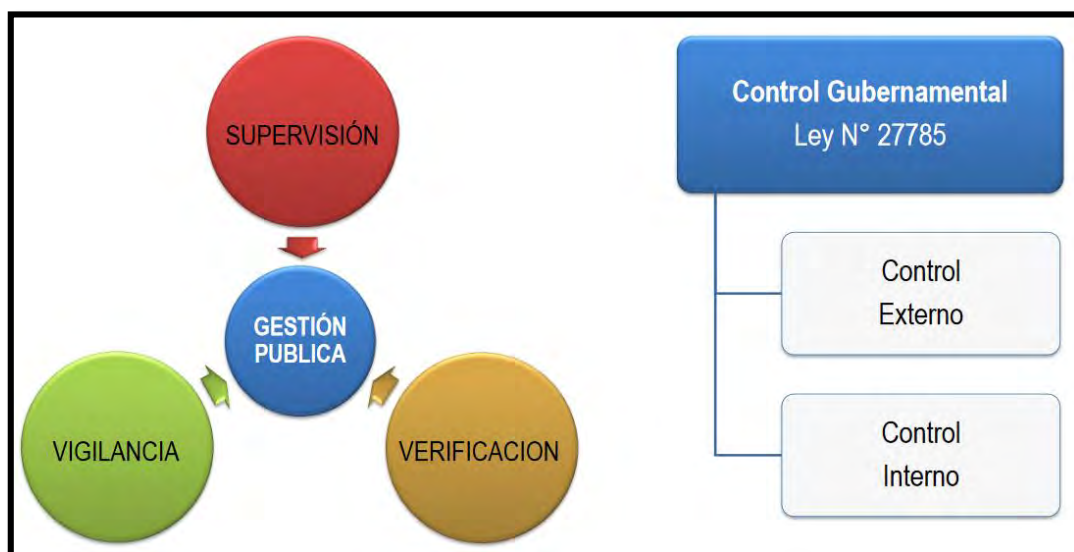 SUPERVISIÓN
GESTIÓN
PUBLICA
VIGILANCIA
VERIFICACION
Control Gubernamental
Ley N° 27785
Control
Externo
Control
Interno